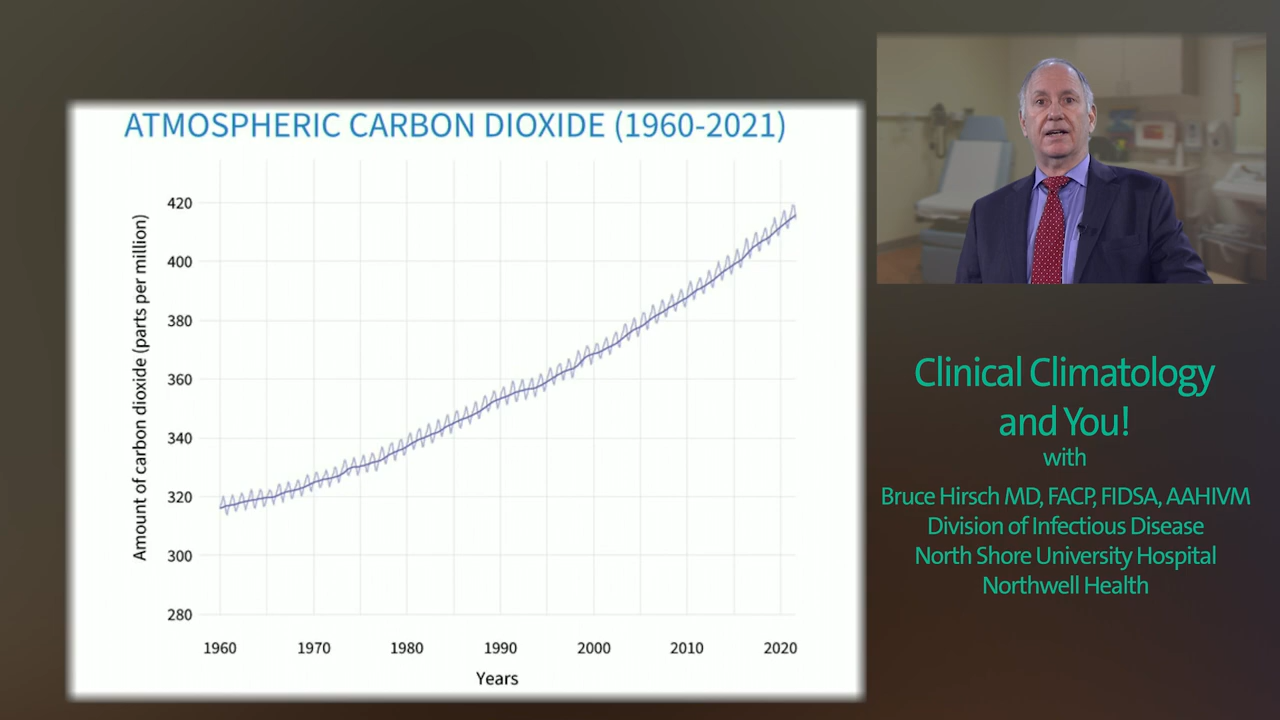 ATMOSPHERIC CARBON DIOXIDE (1960-2021)
Amount of carbon dioxide (parts per million)
420
400
380
360
340
320
300
280
1960 1970 1980 1990 2000 2010 2020
Years
Clinical Climatology
and You!
with
Bruce Hirsch MD, FACP, FIDSA, AAHIVM
Division of Infectious Disease
North Shore University Hospital
Northwell Health